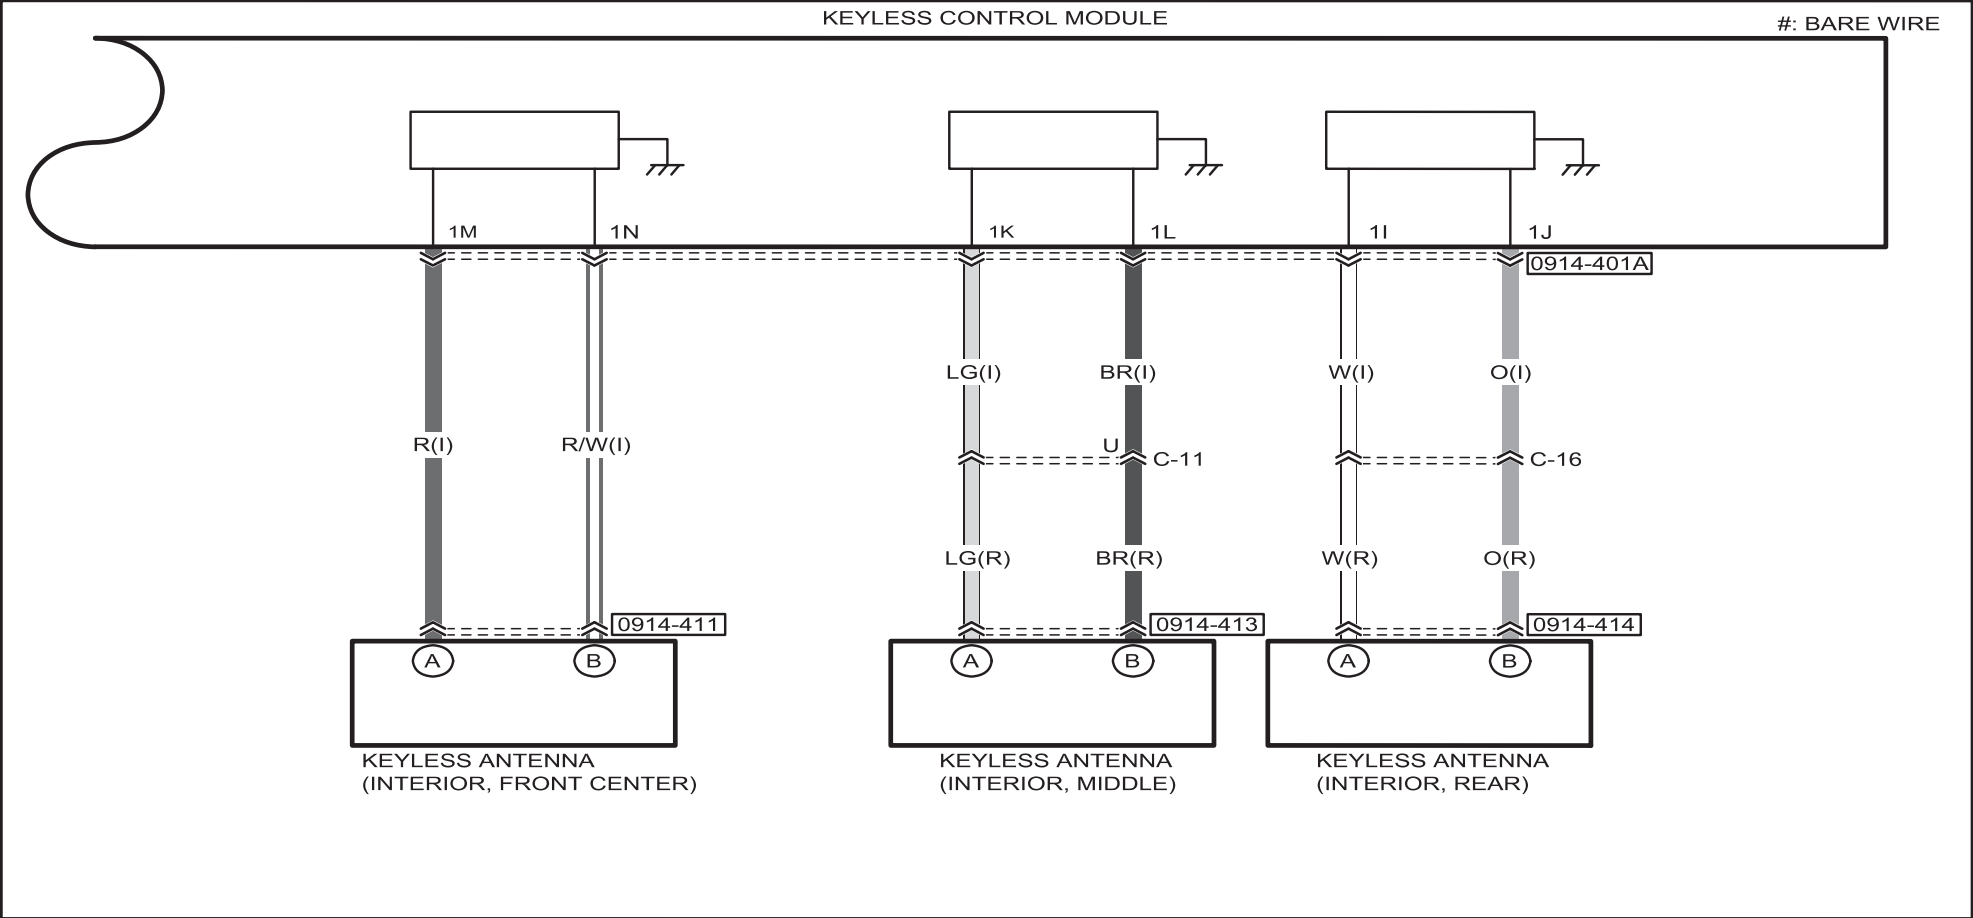 KEYLESS CONTROL MODULE
#: BARE WIRE
1M
1N
1K
1L
1I
1J
0914-401A
LG(I)
BR(I)
W(I)
O(I)
R(I)
R/W(I)
U
C-11
C-16
LG(R)
BR(R)
W(R)
O(R)
0914-411
0914-413
0914-414
A
B
A
B
A
B
KEYLESS ANTENNA
(INTERIOR, FRONT CENTER)
KEYLESS ANTENNA
(INTERIOR, MIDDLE)
KEYLESS ANTENNA
(INTERIOR, REAR)